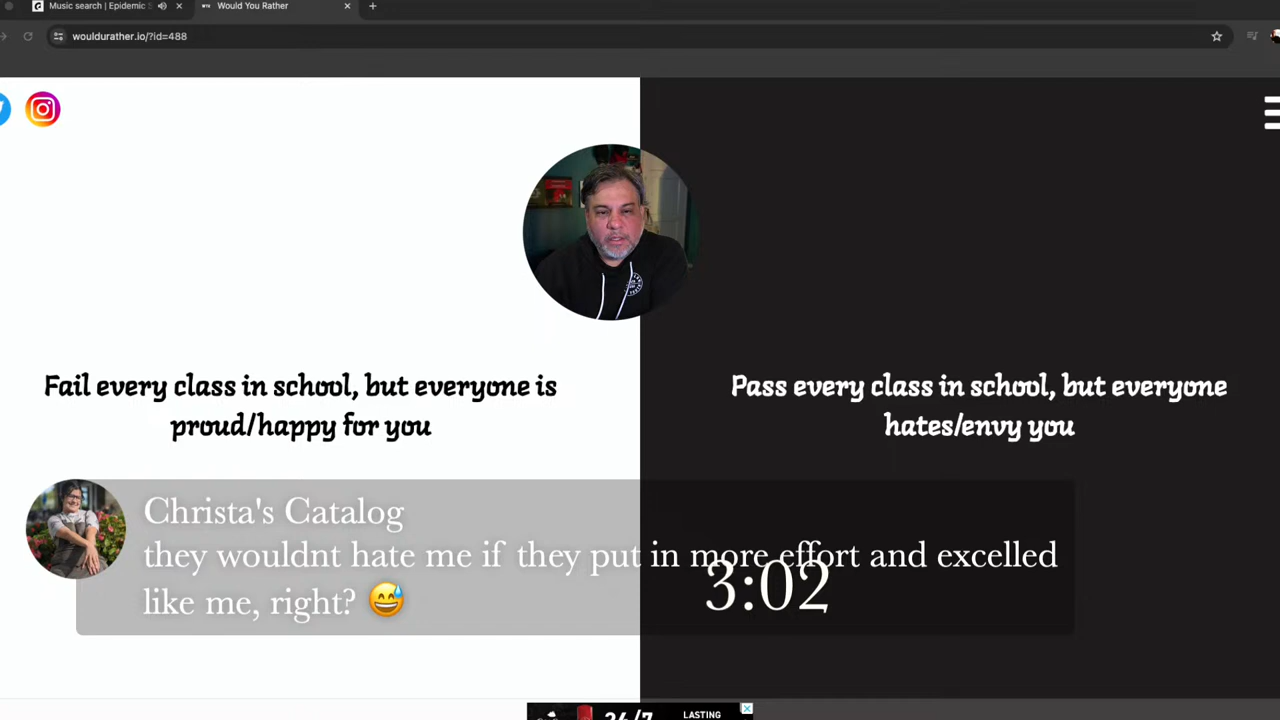 Music search | Epidemic S
Would You Rather
wouldurather.io/?id=488
Fail every class in school, but everyone is
proud/happy for you
Pass every class in school, but everyone
hates/envy you
Christa's Catalog
they wouldnt hate me if they put in more effort and excelled
like me, right? 😅
3:02
24/7
LASTING